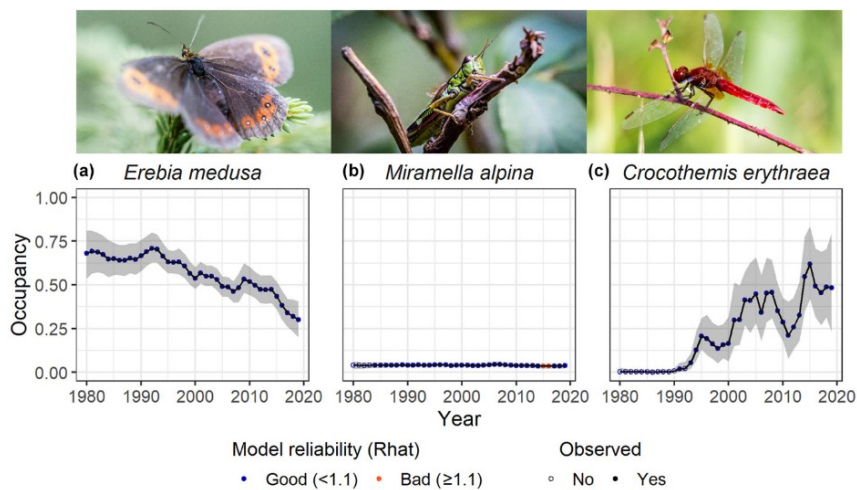 (a) Erebia medusa
(b) Miramella alpina
(c) Crocothemis erythraea
Occupancy
1.00
0.75
0.50
0.25
0.00
1980 1990 2000 2010 2020
1980 1990 2000 2010 2020
1980 1990 2000 2010 2020
Year
Model reliability (Rhat)
Good (<1.1) Bad (≥1.1)
Observed
No Yes